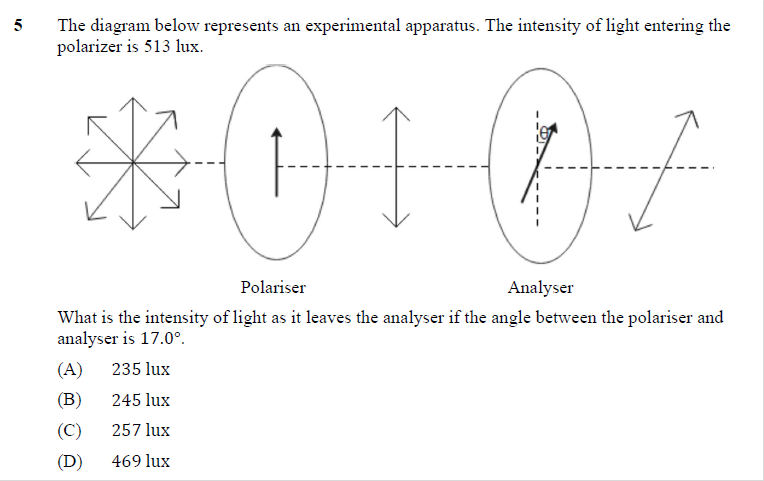 5 The diagram below represents an experimental apparatus. The intensity of light entering the
polarizer is 513 lux.
θ
Polariser Analyser
What is the intensity of light as it leaves the analyser if the angle between the polariser and
analyser is 17.0°.
(A) 235 lux
(B) 245 lux
(C) 257 lux
(D) 469 lux